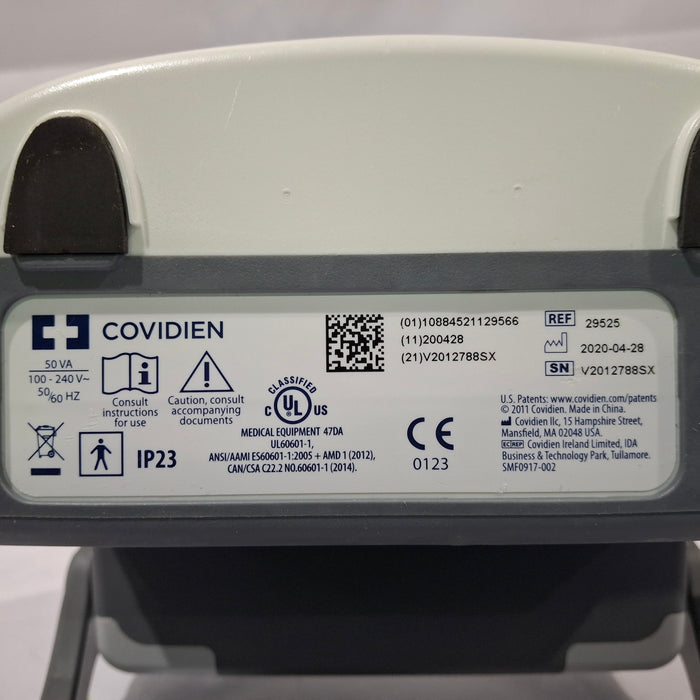 COVIDIEN
50 VA
100 - 240 V~
50/60 HZ
Consult
instructions
for use
Caution, consult
accompanying
documents
CLASSIFIED
C UL US
MEDICAL EQUIPMENT 47DA
UL60601-1,
ANSI/AAMI ES60601-1:2005 + AMD 1 (2012),
CAN/CSA C22.2 NO.60601-1 (2014).
IP23
(01)10884521129566
(11)200428
(21)V2012788SX
CE
0123
REF 29525
2020-04-28
SN V2012788SX
U.S. Patents: www.covidien.com/patents
© 2011 Covidien. Made in China.
Covidien llc, 15 Hampshire Street,
Mansfield, MA 02048 USA.
EC REP Covidien Ireland Limited, IDA
Business & Technology Park, Tullamore.
SMF0917-002